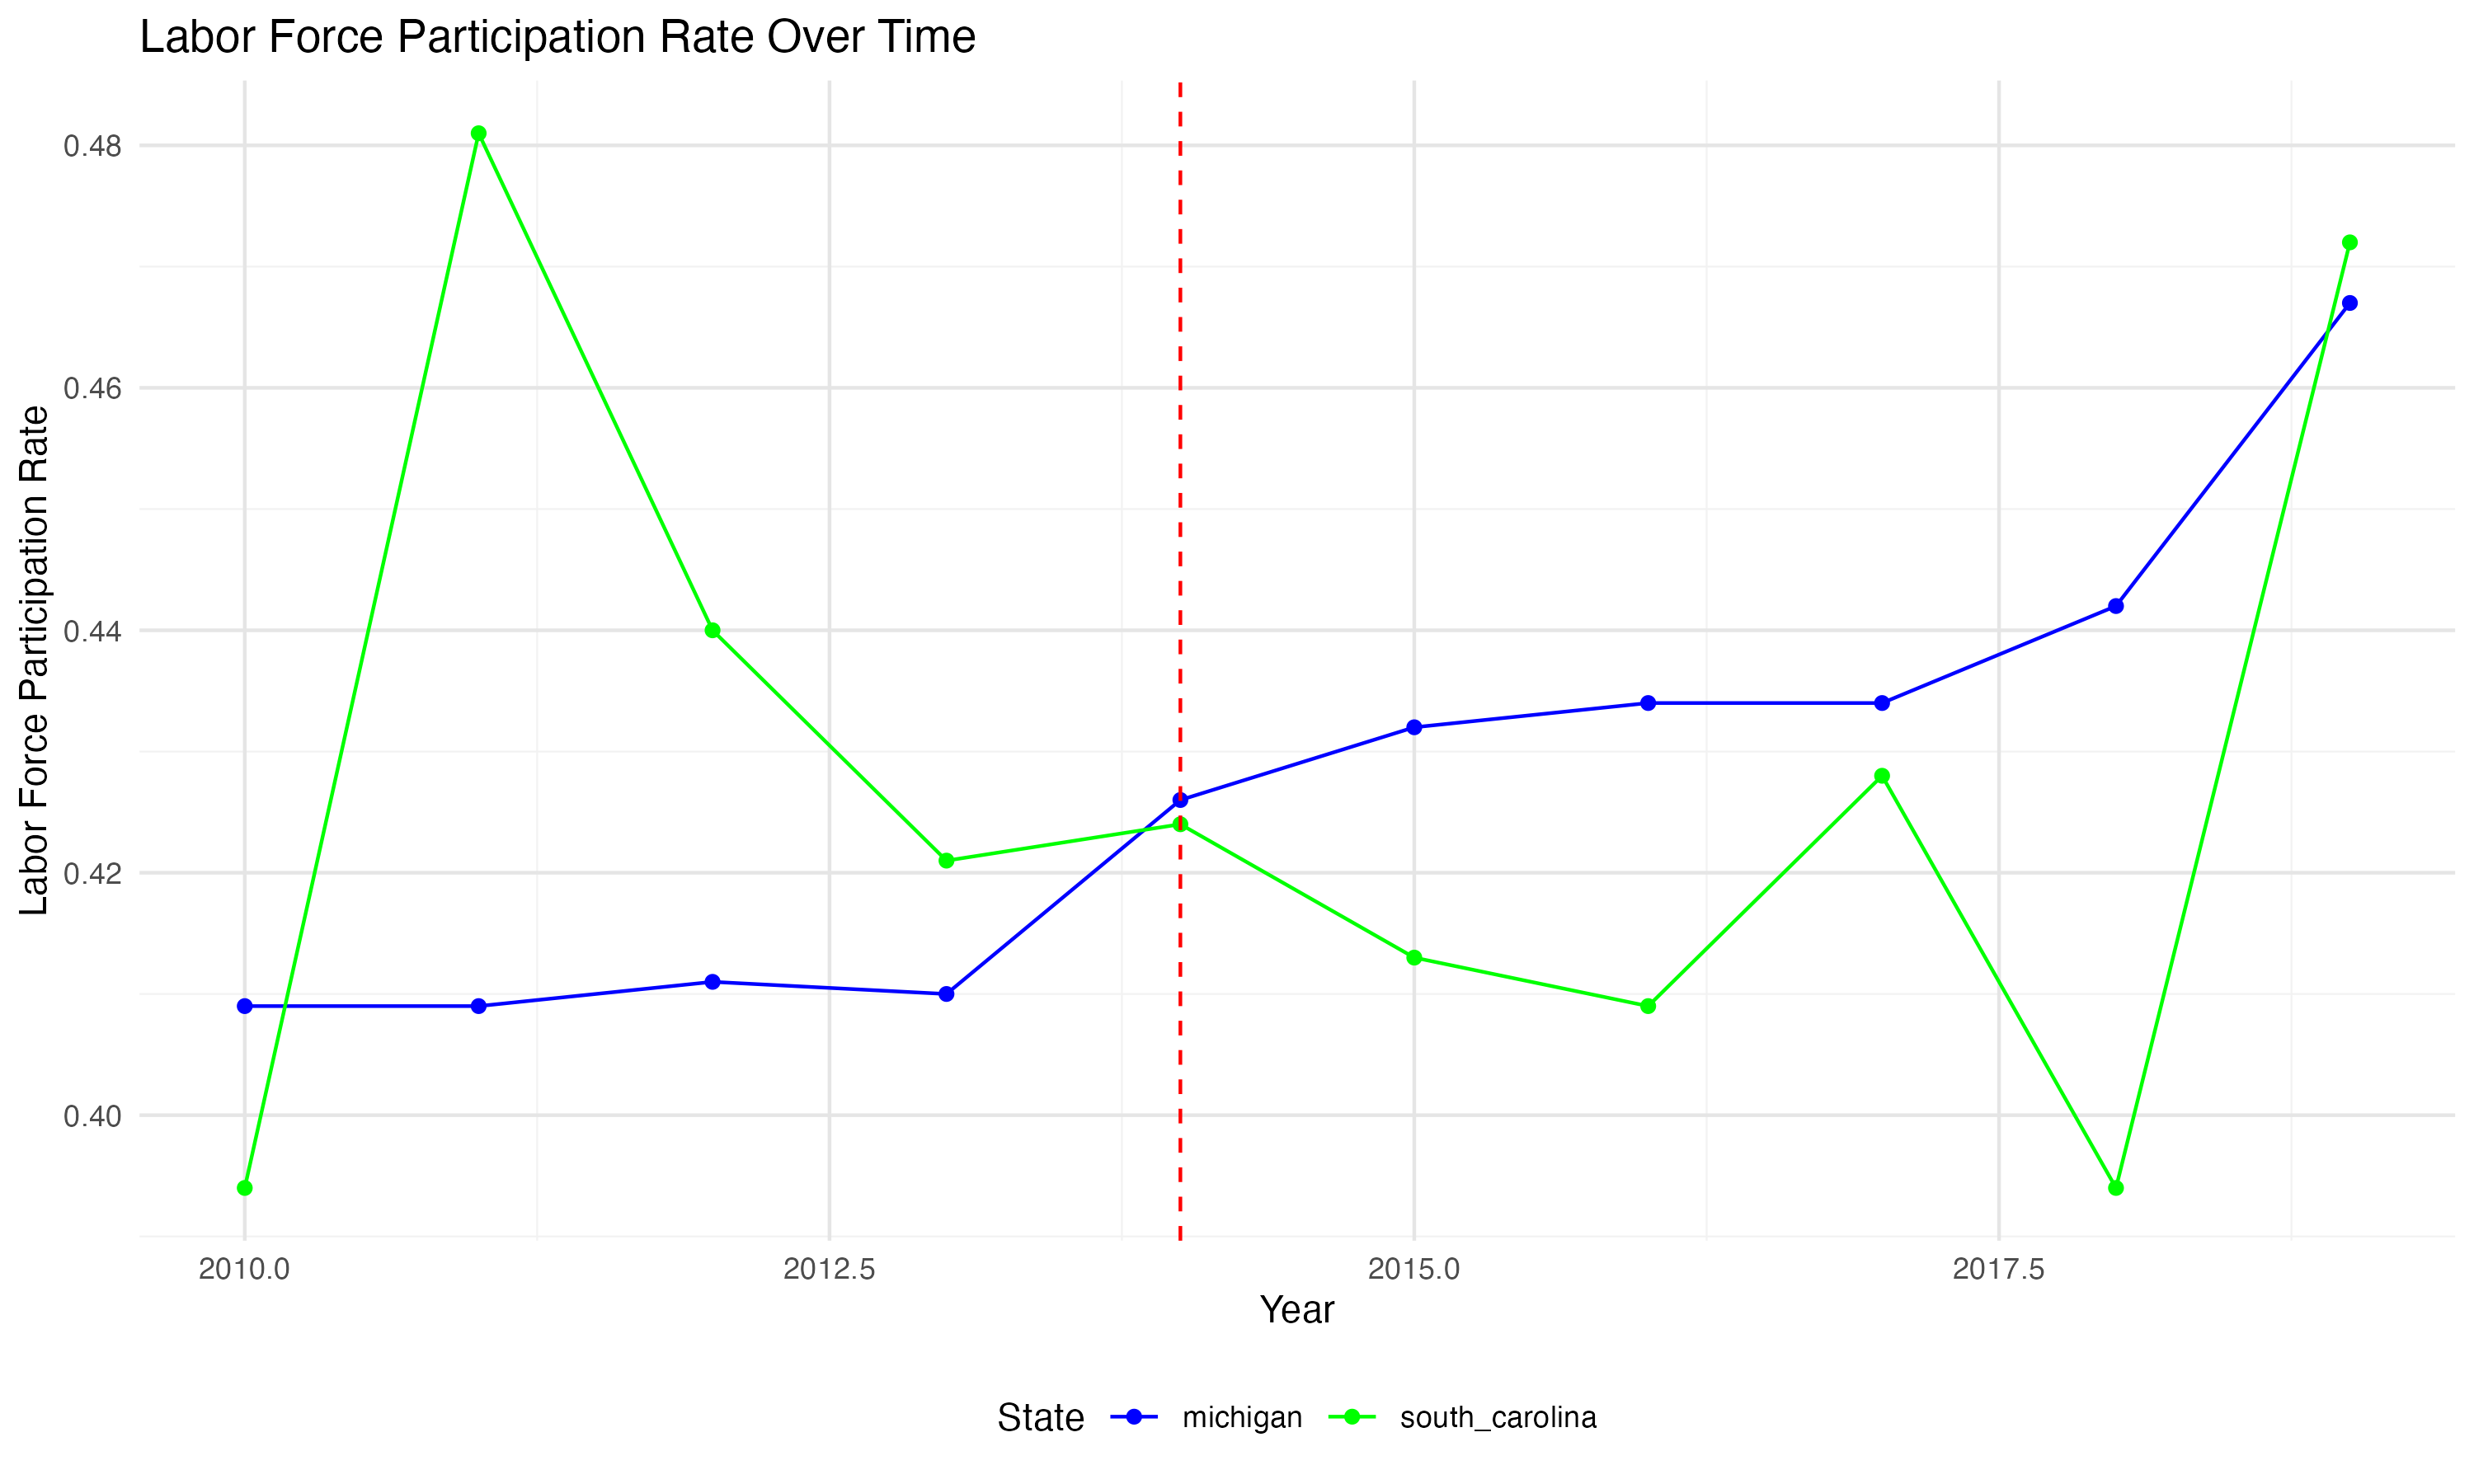 Labor Force Participation Rate Over Time
Labor Force Participation Rate
0.48
0.46
0.44
0.42
0.40
2010.0 2012.5 2015.0 2017.5
Year
State michigan south_carolina